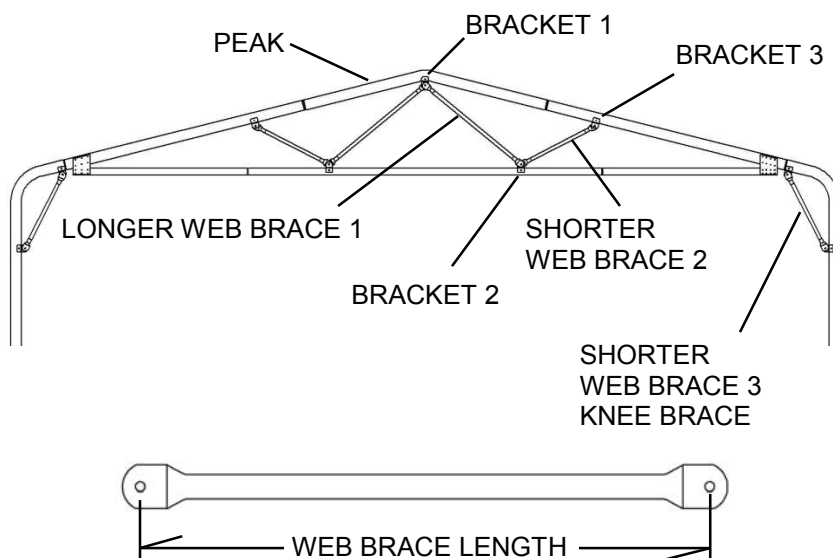 BRACKET 1
PEAK
BRACKET 3
LONGER WEB BRACE 1
SHORTER
WEB BRACE 2
BRACKET 2
SHORTER
WEB BRACE 3
KNEE BRACE
WEB BRACE LENGTH